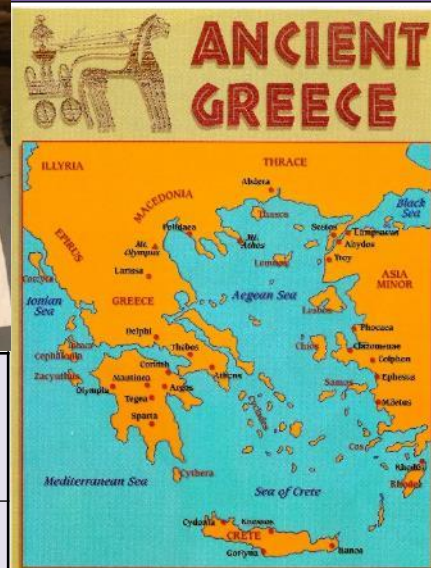 ANCIENT
GREECE
ILLYRIA
THRACE
Abdera
MACEDONIA
Thasos
Black
Sea
Potidaea
Sestos
Lampsacus
EPIRUS
Mt.
Olympus
Mt.
Athos
Abydos
Troy
Corcyra
Larissa
Lemnos
ASIA
MINOR
Ionian
Sea
GREECE
Aegean Sea
Lesbos
Phocaea
Ithaca
Delphi
Thebes
Chios
Clazomenae
Cephallenia
Corinth
Colophon
Zacynthus
Mantinea
Athens
Samos
Ephesus
Olympia
Argos
Tegea
Cyclades
Miletus
Sparta
Cos
Cythera
Rhodes
Rhodes
Mediterranean Sea
Sea of Crete
Cydonia
Knossos
CRETE
Gortyna
Itanos